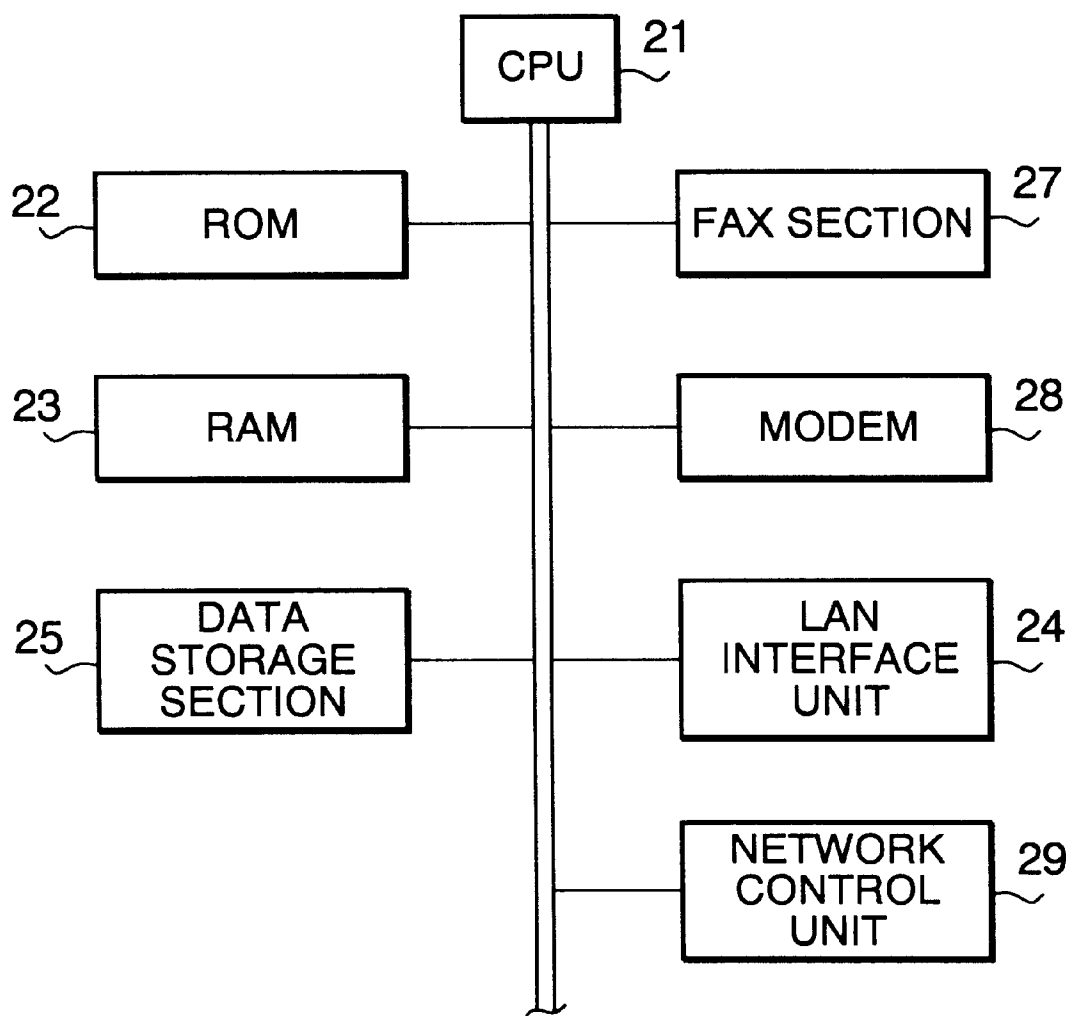 CPU
21
22
ROM
FAX SECTION
27
23
RAM
MODEM
28
25
DATA
STORAGE
SECTION
LAN
INTERFACE
UNIT
24
NETWORK
CONTROL
UNIT
29